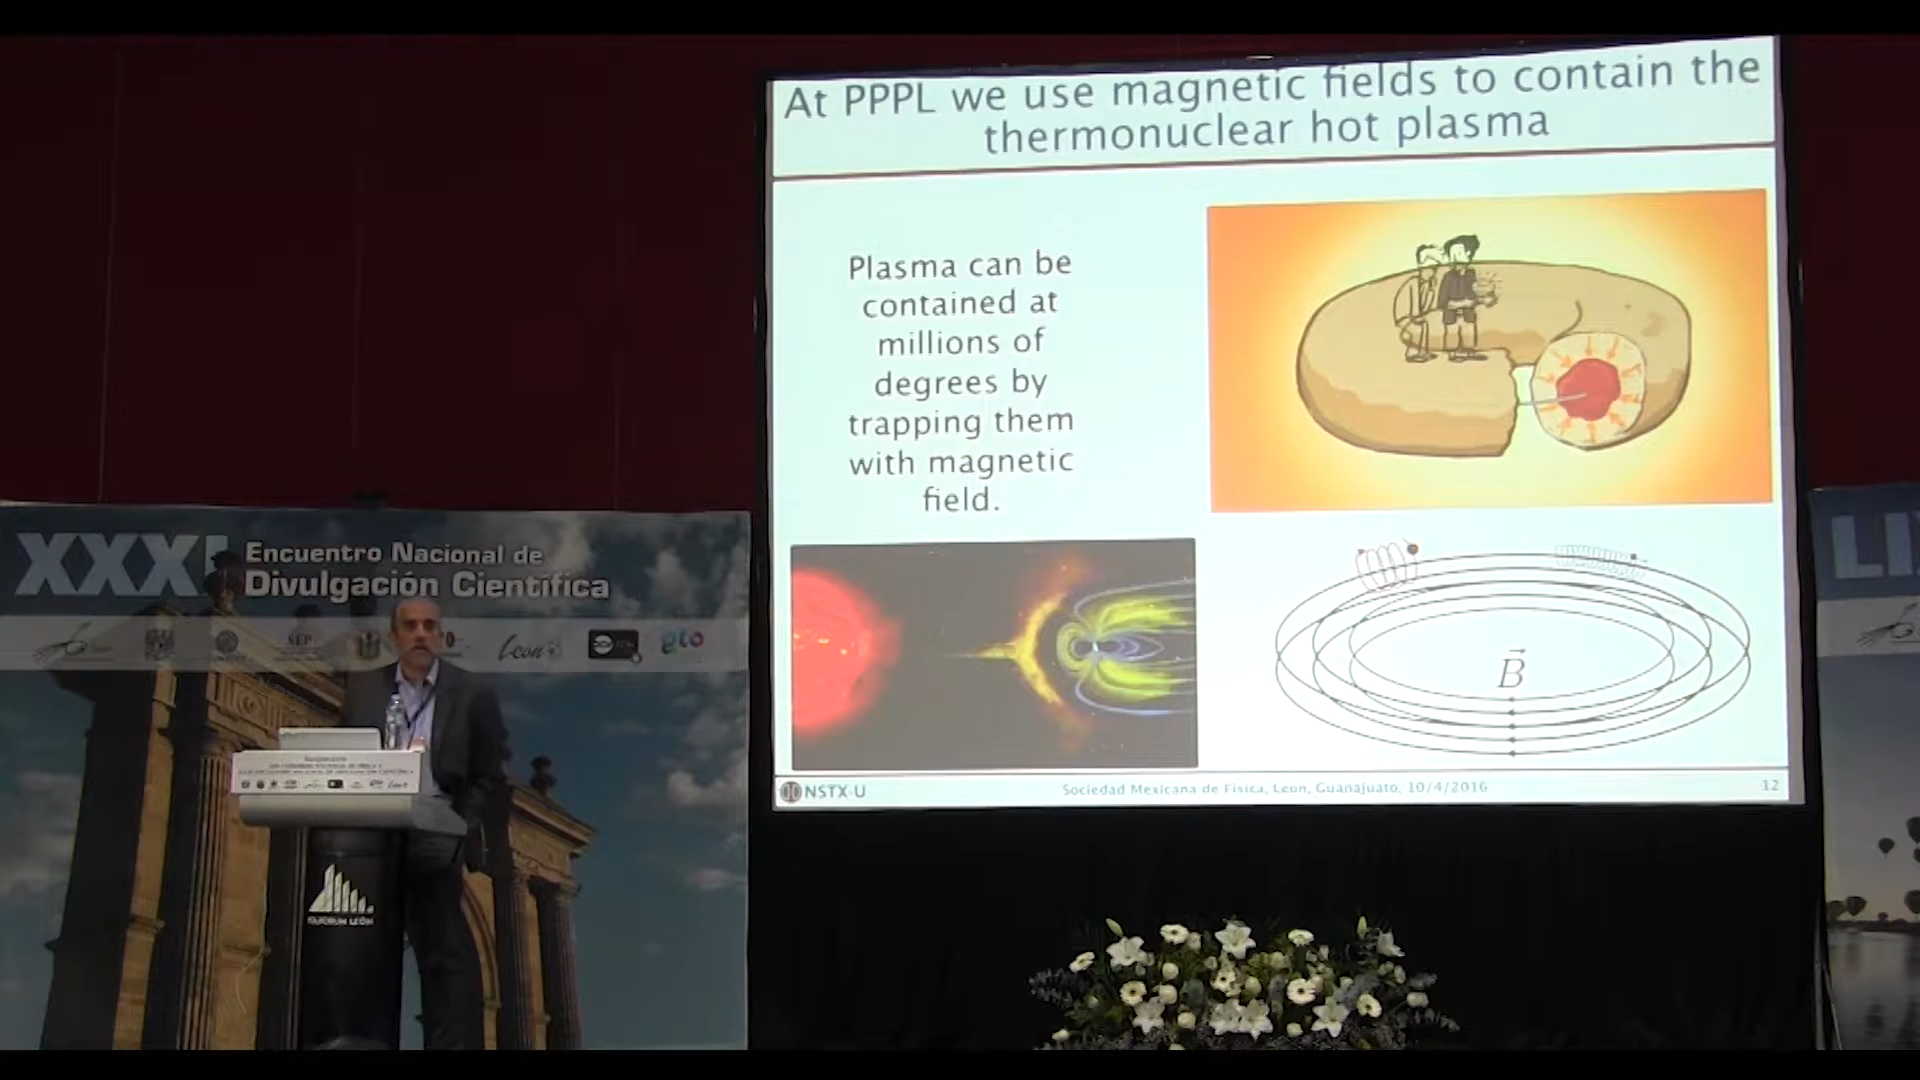 At PPPL we use magnetic fields to contain the
thermonuclear hot plasma
Plasma can be
contained at
millions of
degrees by
trapping them
with magnetic
field.
B
NSTX-U
Sociedad Mexicana de Fisica, Leon, Guanajuato, 10/4/2016
12
XXXI
Encuentro Nacional de
Divulgación Científica
SEP
León
gto
LI